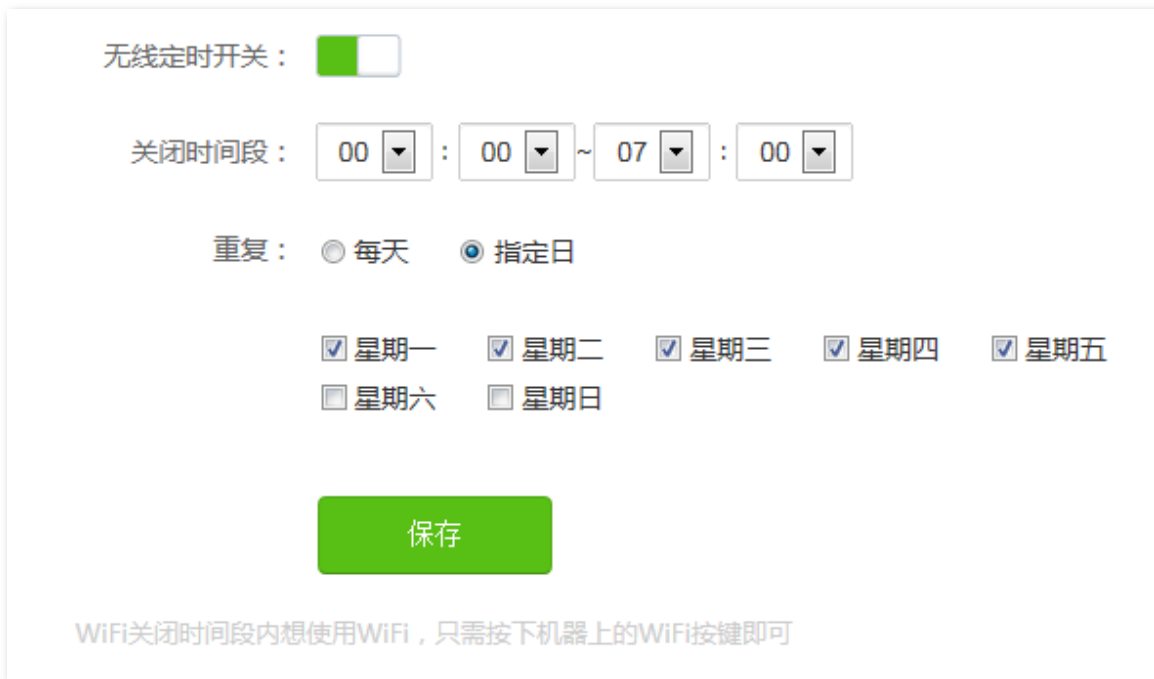 无线定时开关：
关闭时间段： 00 : 00 ~ 07 : 00
重复： 每天 指定日
星期一 星期二 星期三 星期四 星期五
星期六 星期日
保存
WiFi关闭时间段内想使用WiFi，只需按下机器上的WiFi按键即可